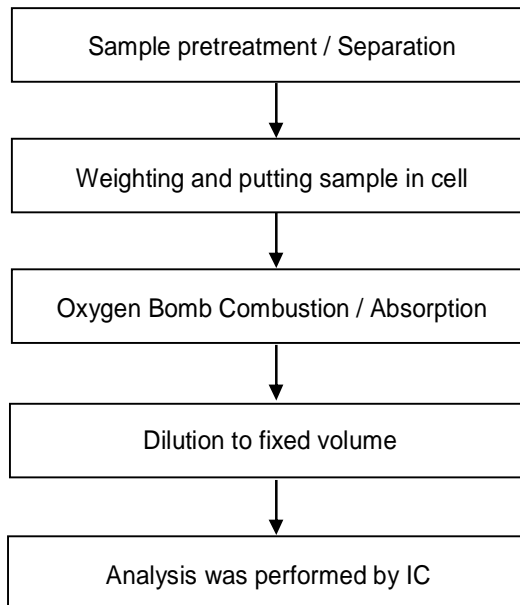 Sample pretreatment / Separation
Weighting and putting sample in cell
Oxygen Bomb Combustion / Absorption
Dilution to fixed volume
Analysis was performed by IC